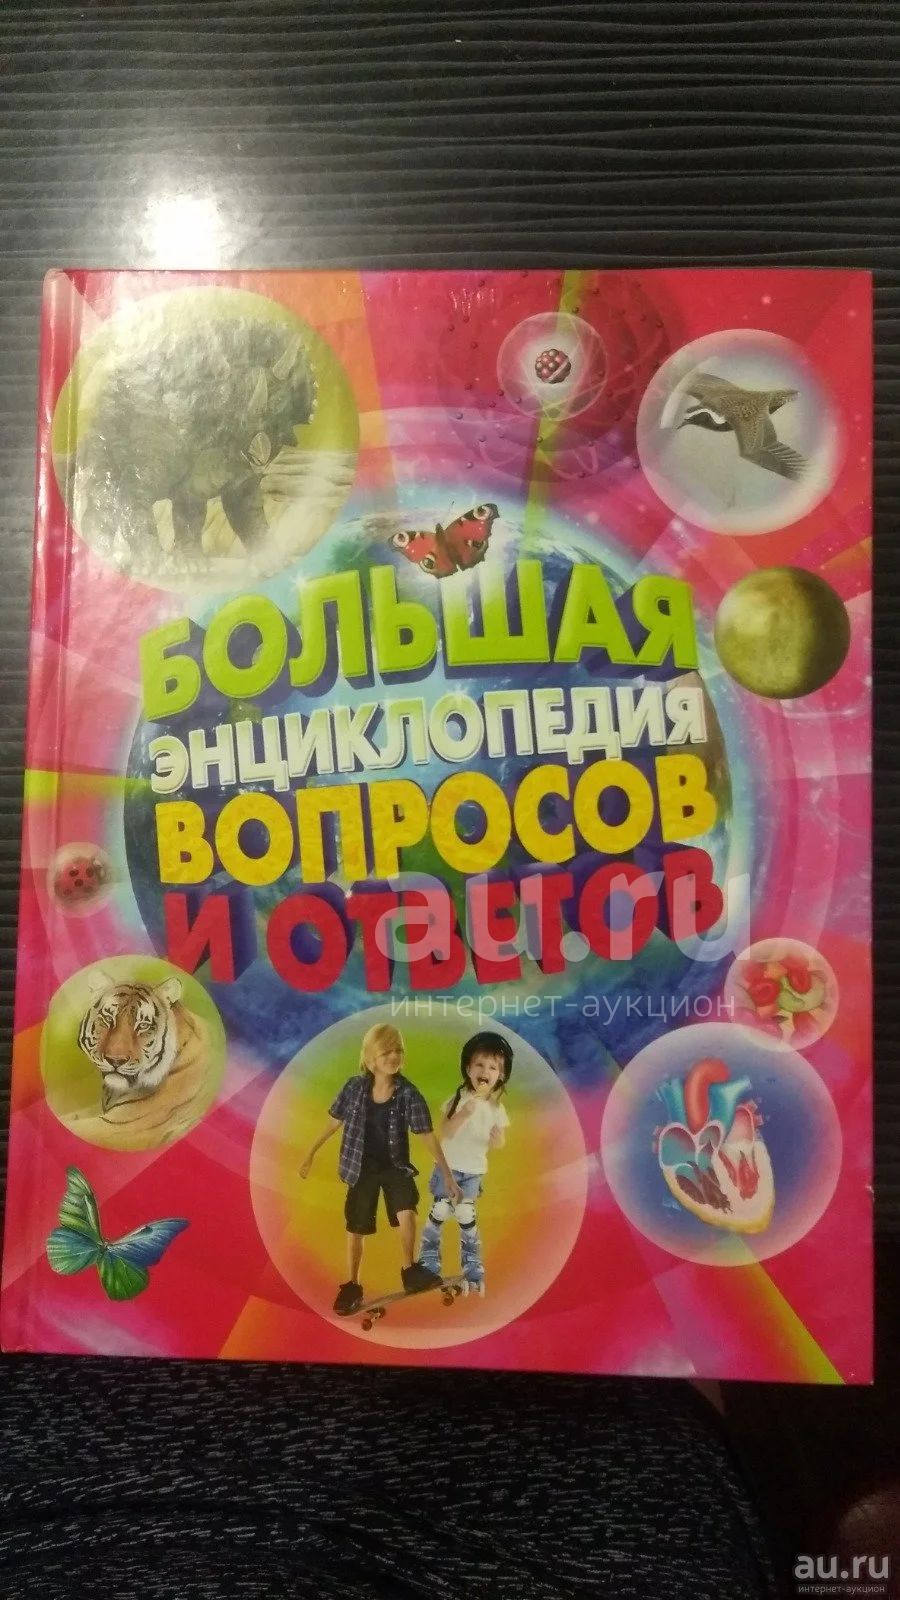 БОЛЬШАЯ
ЭНЦИКЛОПЕДИЯ
ВОПРОСОВ
И ОТВЕТОВ
au.ru
интернет-аукцион
au.ru
интернет-аукцион